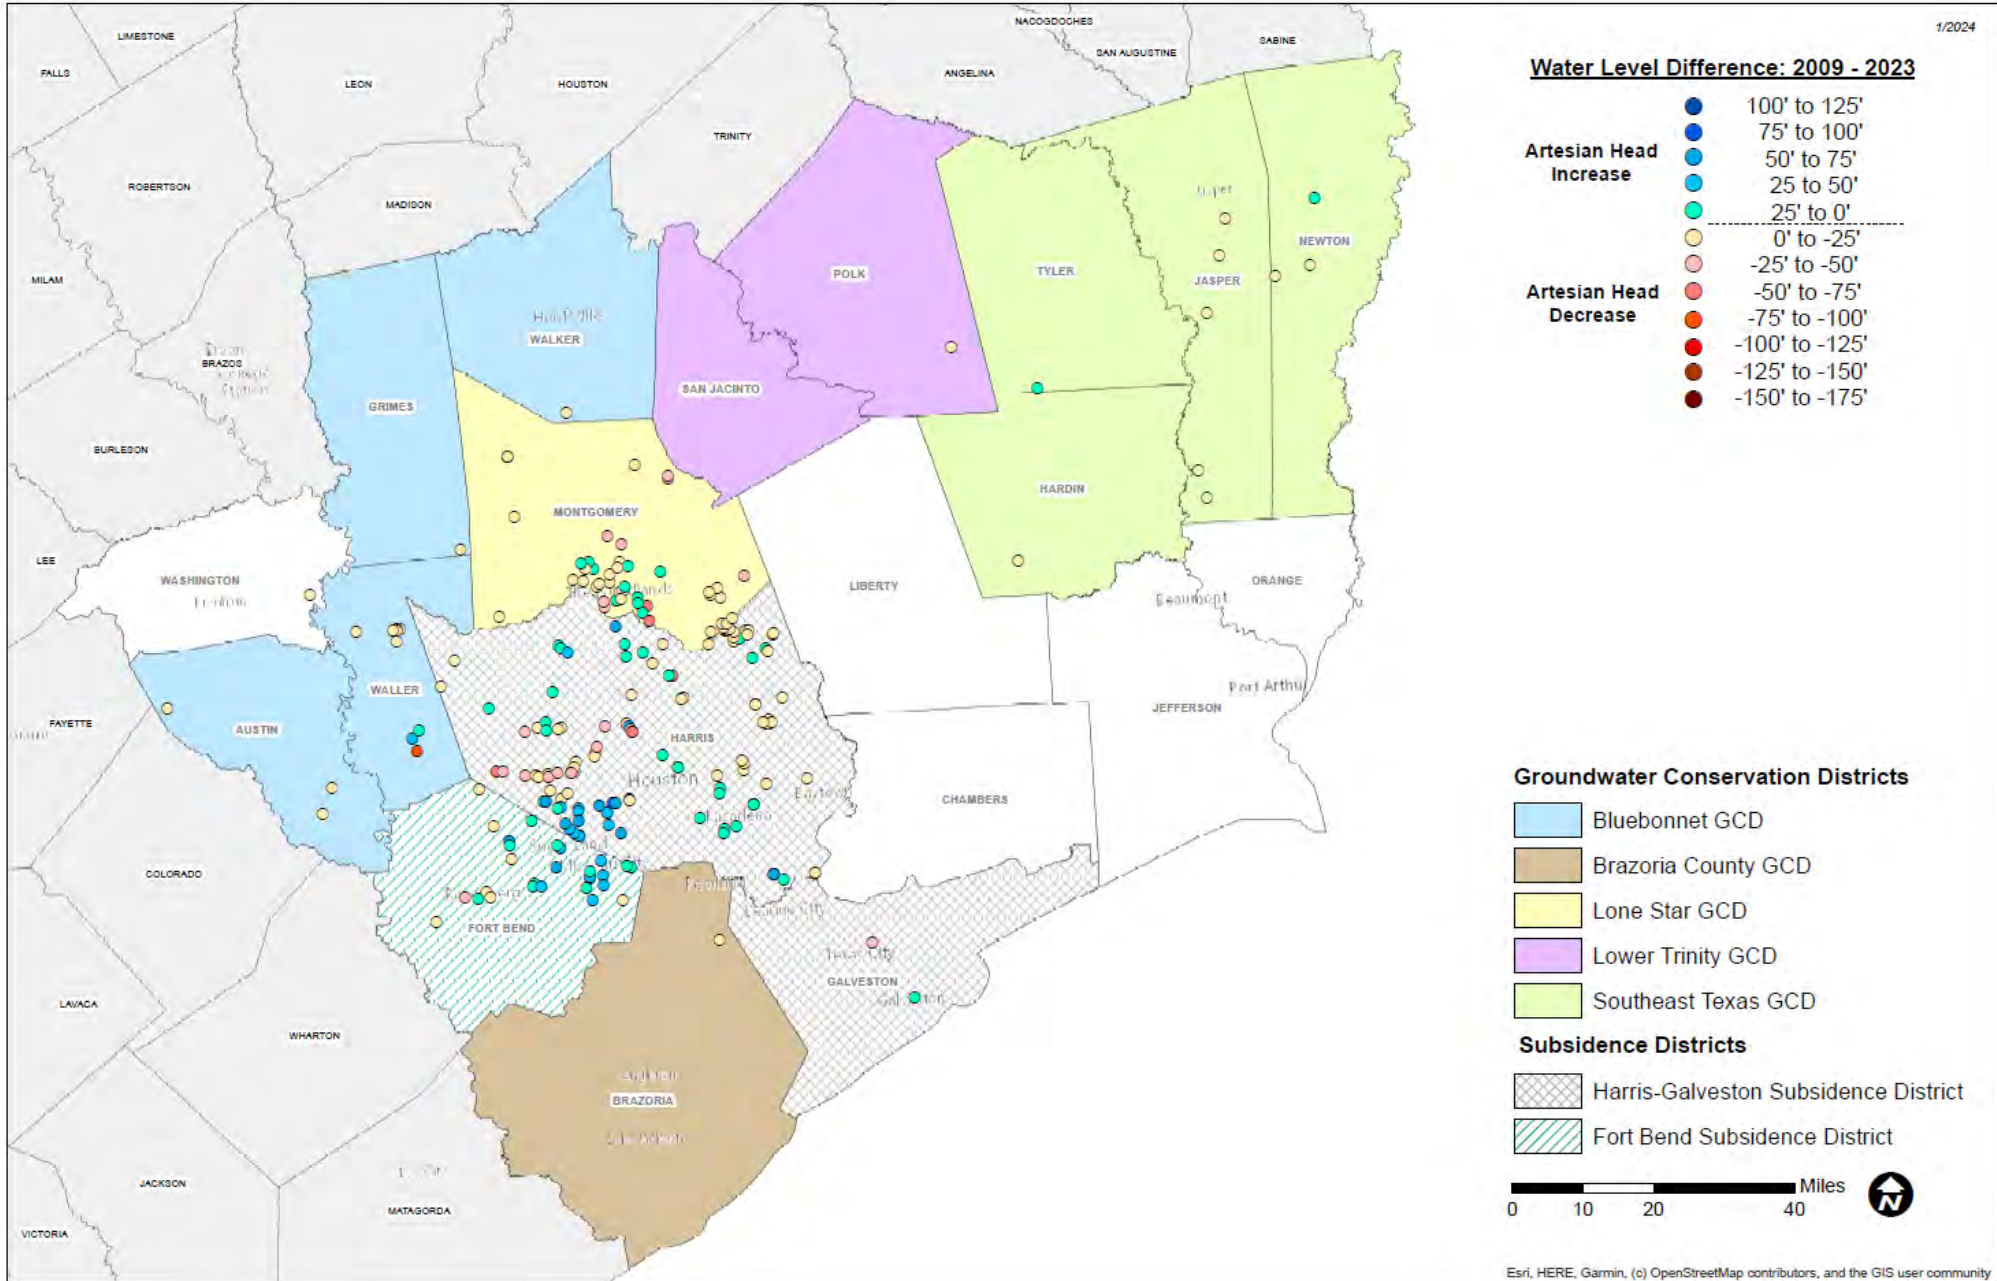 1/2024
NACOGDOCHES
LIMESTONE
SABINE
SAN AUGUSTINE
FALLS
ANGELINA
LEON
HOUSTON
TRINITY
ROBERTSON
MADISON
MILAM
POLK
TYLER
NEWTON
JASPER
WALKER
BRAZOS
SAN JACINTO
GRIMES
BURLESON
HARDIN
MONTGOMERY
LEE
WASHINGTON
LIBERTY
ORANGE
Beaumont
WALLER
Port Arthur
JEFFERSON
FAYETTE
AUSTIN
HARRIS
Houston
CHAMBERS
COLORADO
FORT BEND
Texas City
GALVESTON
LAVACA
WHARTON
BRAZORIA
JACKSON
MATAGORDA
VICTORIA
Water Level Difference: 2009 - 2023
Artesian Head
Increase
100' to 125'
75' to 100'
50' to 75'
25 to 50'
25' to 0'
Artesian Head
Decrease
0' to -25'
-25' to -50'
-50' to -75'
-75' to -100'
-100' to -125'
-125' to -150'
-150' to -175'
Groundwater Conservation Districts
Bluebonnet GCD
Brazoria County GCD
Lone Star GCD
Lower Trinity GCD
Southeast Texas GCD
Subsidence Districts
Harris-Galveston Subsidence District
Fort Bend Subsidence District
Miles
0 10 20 40
N
Esri, HERE, Garmin, (c) OpenStreetMap contributors, and the GIS user community